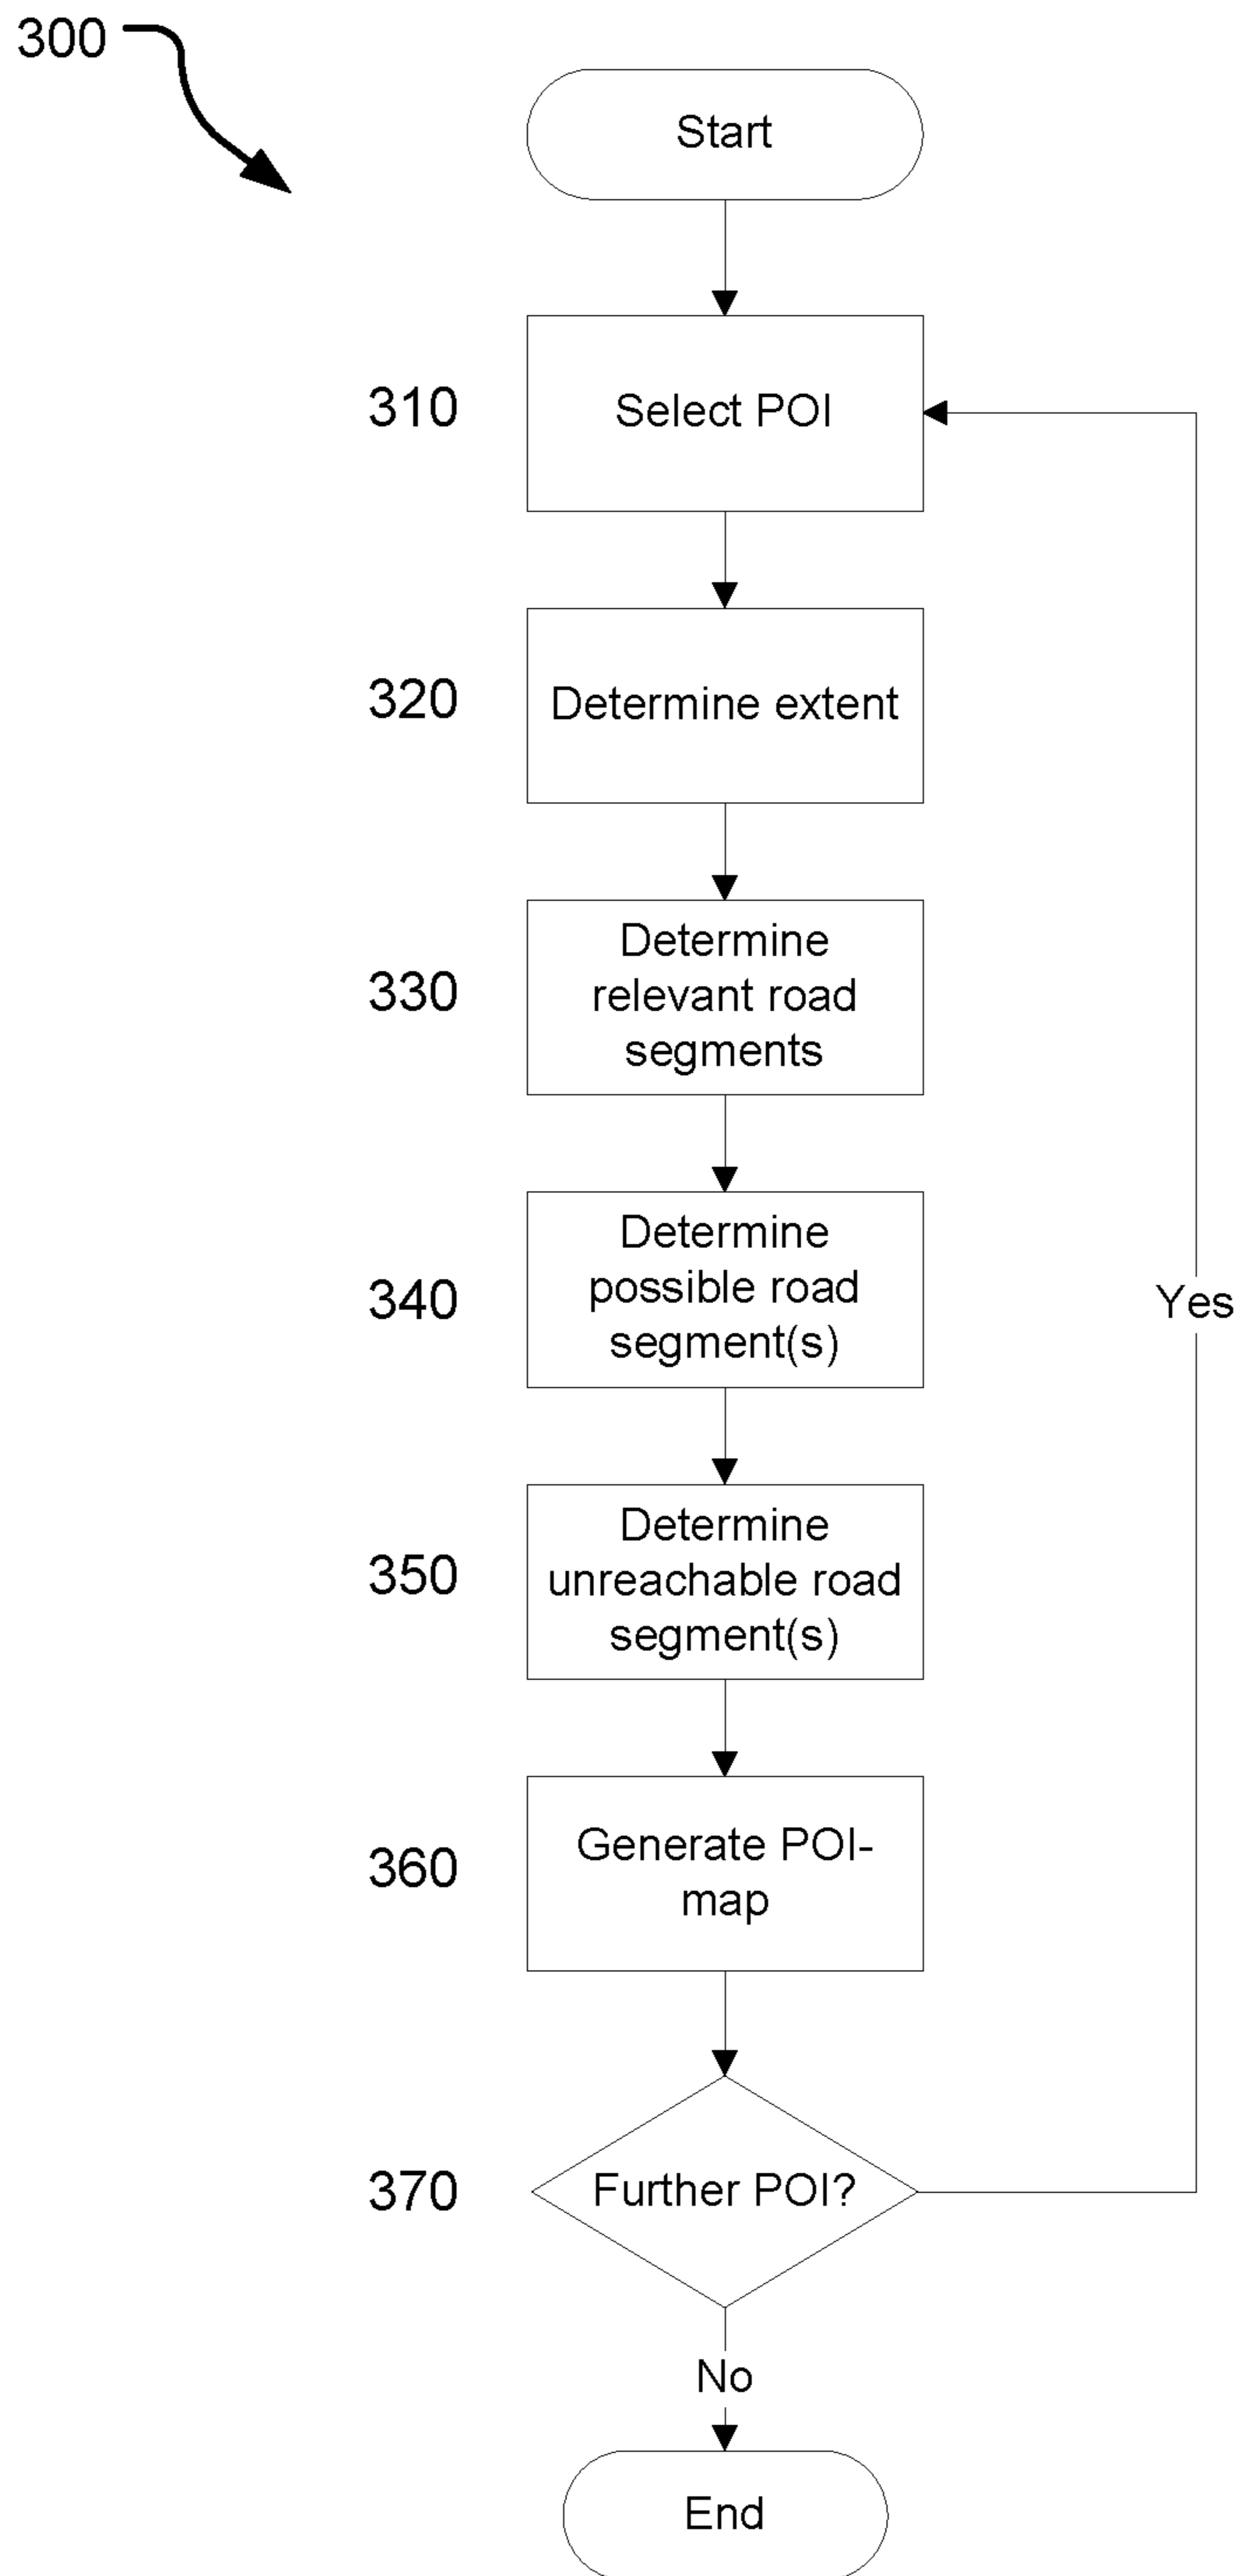 300
Start
310
Select POI
320
Determine extent
330
Determine
relevant road
segments
340
Determine
possible road
segment(s)
Yes
350
Determine
unreachable road
segment(s)
360
Generate POI-
map
370
Further POI?
No
End